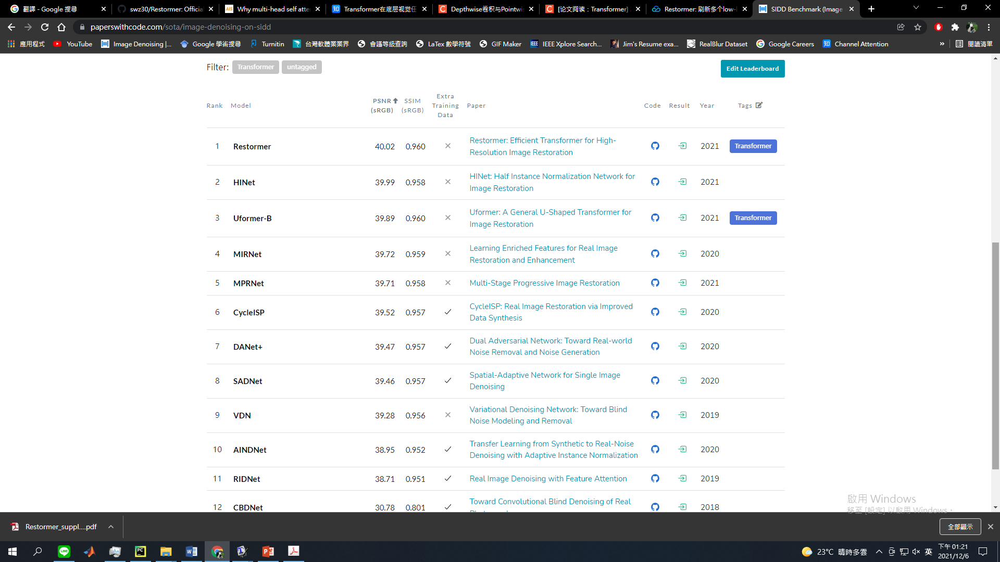 翻譯 - Google 搜尋
swz30/Restormer: Official
Why multi-head self atte
Transformer在底层视觉任
Depthwise卷积与Pointwis
[论文阅读：Transformer]
Restormer: 刷新多个low-l
SIDD Benchmark (Image
paperswithcode.com/sota/image-denoising-on-sidd
應用程式
YouTube
Image Denoising |...
Google 學術搜尋
Turnitin
台灣軟體業業界
會議等級查詢
LaTex 數學符號
GIF Maker
IEEE Xplore Search...
Jim's Resume exa...
RealBlur Dataset
Google Careers
Channel Attention
»
閱讀清單
Filter: Transformer untagged
Edit Leaderboard
Rank Model PSNR (sRGB) SSIM (sRGB) Extra Training Data Paper Code Result Year Tags
1 Restormer 40.02 0.960 Restormer: Efficient Transformer for High-
Resolution Image Restoration 2021 Transformer
2 HINet 39.99 0.958 HINet: Half Instance Normalization Network for
Image Restoration 2021
3 Uformer-B 39.89 0.960 Uformer: A General U-Shaped Transformer for
Image Restoration 2021 Transformer
4 MIRNet 39.72 0.959 Learning Enriched Features for Real Image
Restoration and Enhancement 2020
5 MPRNet 39.71 0.958 Multi-Stage Progressive Image Restoration 2021
6 CycleISP 39.52 0.957 CycleISP: Real Image Restoration via Improved
Data Synthesis 2020
7 DANet+ 39.47 0.957 Dual Adversarial Network: Toward Real-world
Noise Removal and Noise Generation 2020
8 SADNet 39.46 0.957 Spatial-Adaptive Network for Single Image
Denoising 2020
9 VDN 39.28 0.956 Variational Denoising Network: Toward Blind
Noise Modeling and Removal 2019
10 AINDNet 38.95 0.952 Transfer Learning from Synthetic to Real-Noise
Denoising with Adaptive Instance Normalization 2020
11 RIDNet 38.71 0.951 Real Image Denoising with Feature Attention 2019
12 CBDNet 30.78 0.801 Toward Convolutional Blind Denoising of Real 2018
啟用 Windows
移至 [設定] 以啟用 Windows。
Restormer_suppl....pdf
全部顯示
23°C 晴時多雲
英
下午 01:21
2021/12/6